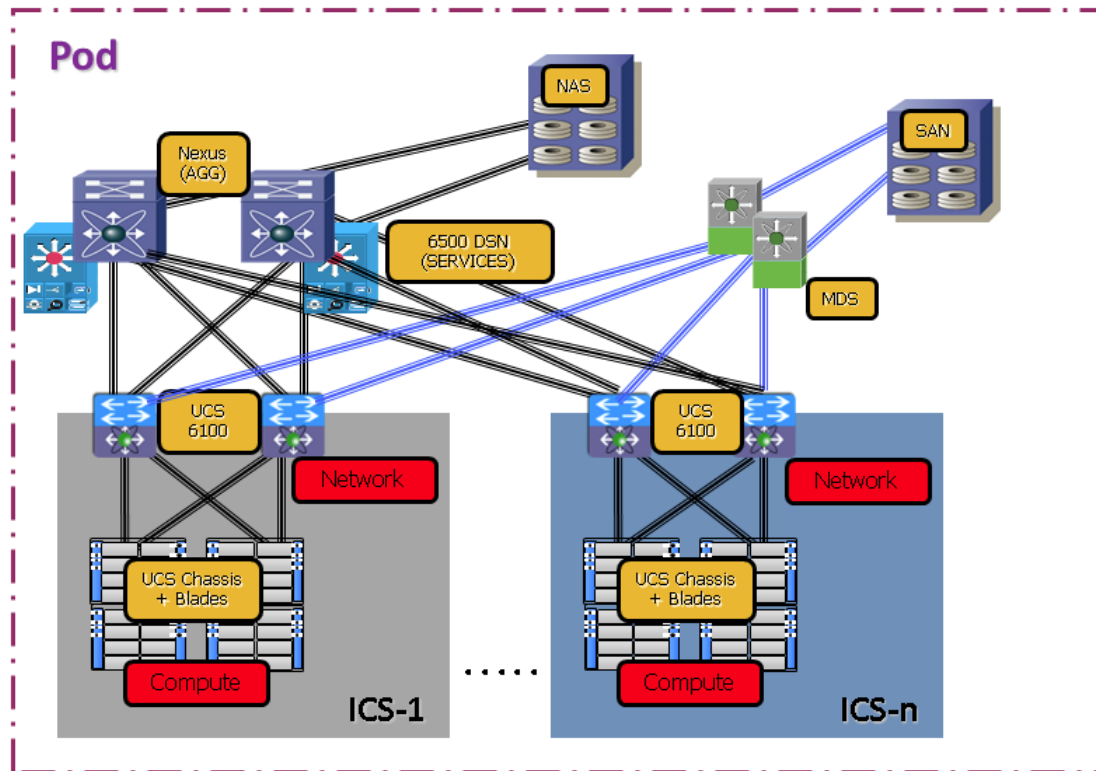 Pod
NAS
SAN
Nexus
(AGG)
6500 DSN
(SERVICES)
MDS
UCS
6100
UCS
6100
Network
Network
UCS Chassis
+ Blades
UCS Chassis
+ Blades
Compute
Compute
ICS-1
.....
ICS-n